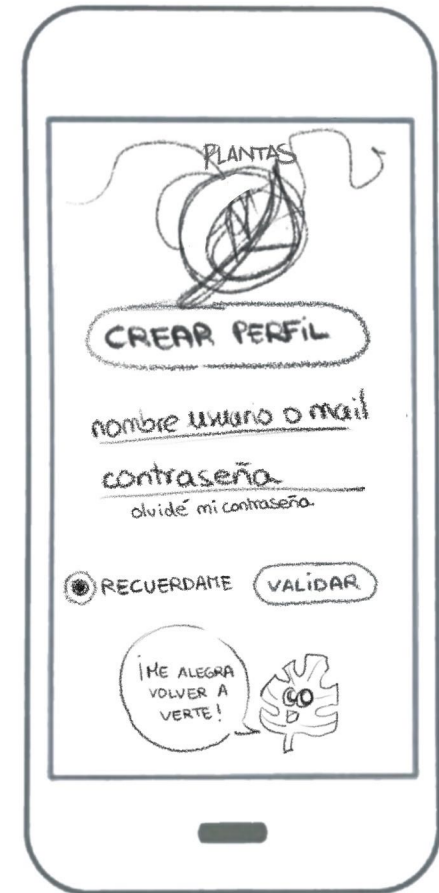 PLANTAS
CREAR PERFiL
nombre usuario o mail
contraseña
olvidé mi contraseña
RECUERDAME
VALiDAR
¡ME ALEGRA
VOLVER A
VERTE!